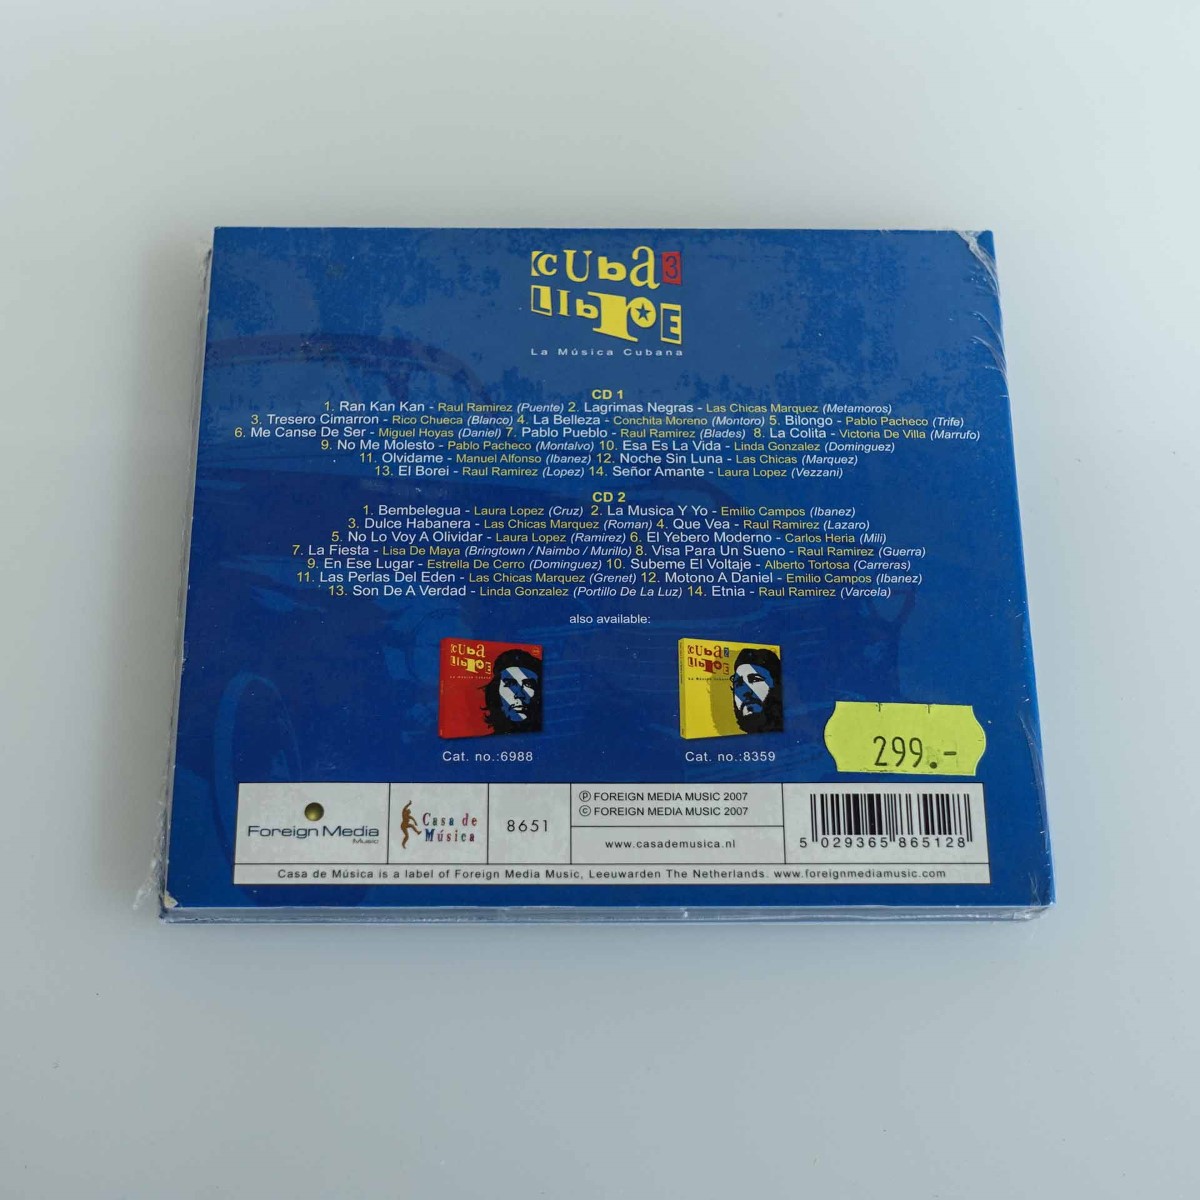 CUba 3
LIbRE
La Música Cubana
CD 1
1. Ran Kan Kan - Raul Ramirez (Puente) 2. Lagrimas Negras - Las Chicas Marquez (Metamoros)
3. Tresero Cimarron - Rico Chueca (Blanco) 4. La Belleza - Conchita Moreno (Montoro) 5. Bilongo - Pablo Pacheco (Trife)
6. Me Canse De Ser - Miguel Hoyas (Daniel) 7. Pablo Pueblo - Raul Ramirez (Blades) 8. La Colita - Victoria De Villa (Marrufo)
9. No Me Molesto - Pablo Pacheco (Montalvo) 10. Esa Es La Vida - Linda Gonzalez (Dominguez)
11. Olvidame - Manuel Alfonso (Ibanez) 12. Noche Sin Luna - Las Chicas (Marquez)
13. El Borei - Raul Ramirez (Lopez) 14. Señor Amante - Laura Lopez (Vezzani)
CD 2
1. Bembelegua - Laura Lopez (Cruz) 2. La Musica Y Yo - Emilio Campos (Ibanez)
3. Dulce Habanera - Las Chicas Marquez (Roman) 4. Que Vea - Raul Ramirez (Lazaro)
5. No Lo Voy A Olividar - Laura Lopez (Ramirez) 6. El Yebero Moderno - Carlos Heria (Mili)
7. La Fiesta - Lisa De Maya (Bringtown / Naimbo / Murillo) 8. Visa Para Un Sueno - Raul Ramirez (Guerra)
9. En Ese Lugar - Estrella De Cerro (Dominguez) 10. Subeme El Voltaje - Alberto Tortosa (Carreras)
11. Las Perlas Del Eden - Las Chicas Marquez (Grenet) 12. Motono A Daniel - Emilio Campos (Ibanez)
13. Son De A Verdad - Linda Gonzalez (Portillo De La Luz) 14. Etnia - Raul Ramirez (Varcela)
also available:
CUba
LIbRE
CUba
LIbRE
Cat. no.:6988
Cat. no.:8359
299.-
Foreign Media
Music
Casa de
Música
8651
℗ FOREIGN MEDIA MUSIC 2007
© FOREIGN MEDIA MUSIC 2007
www.casademusica.nl
5 029365 865128
Casa de Música is a label of Foreign Media Music, Leeuwarden The Netherlands. www.foreignmediamusic.com